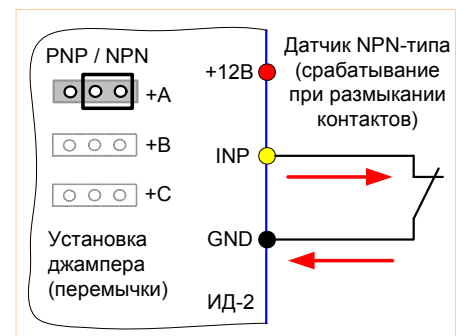 PNP / NPN
+A
+B
+C
Установка
джампера
(перемычки)
+12В
INP
GND
ИД-2
Датчик NPN-типа
(срабатывание
при размыкании
контактов)